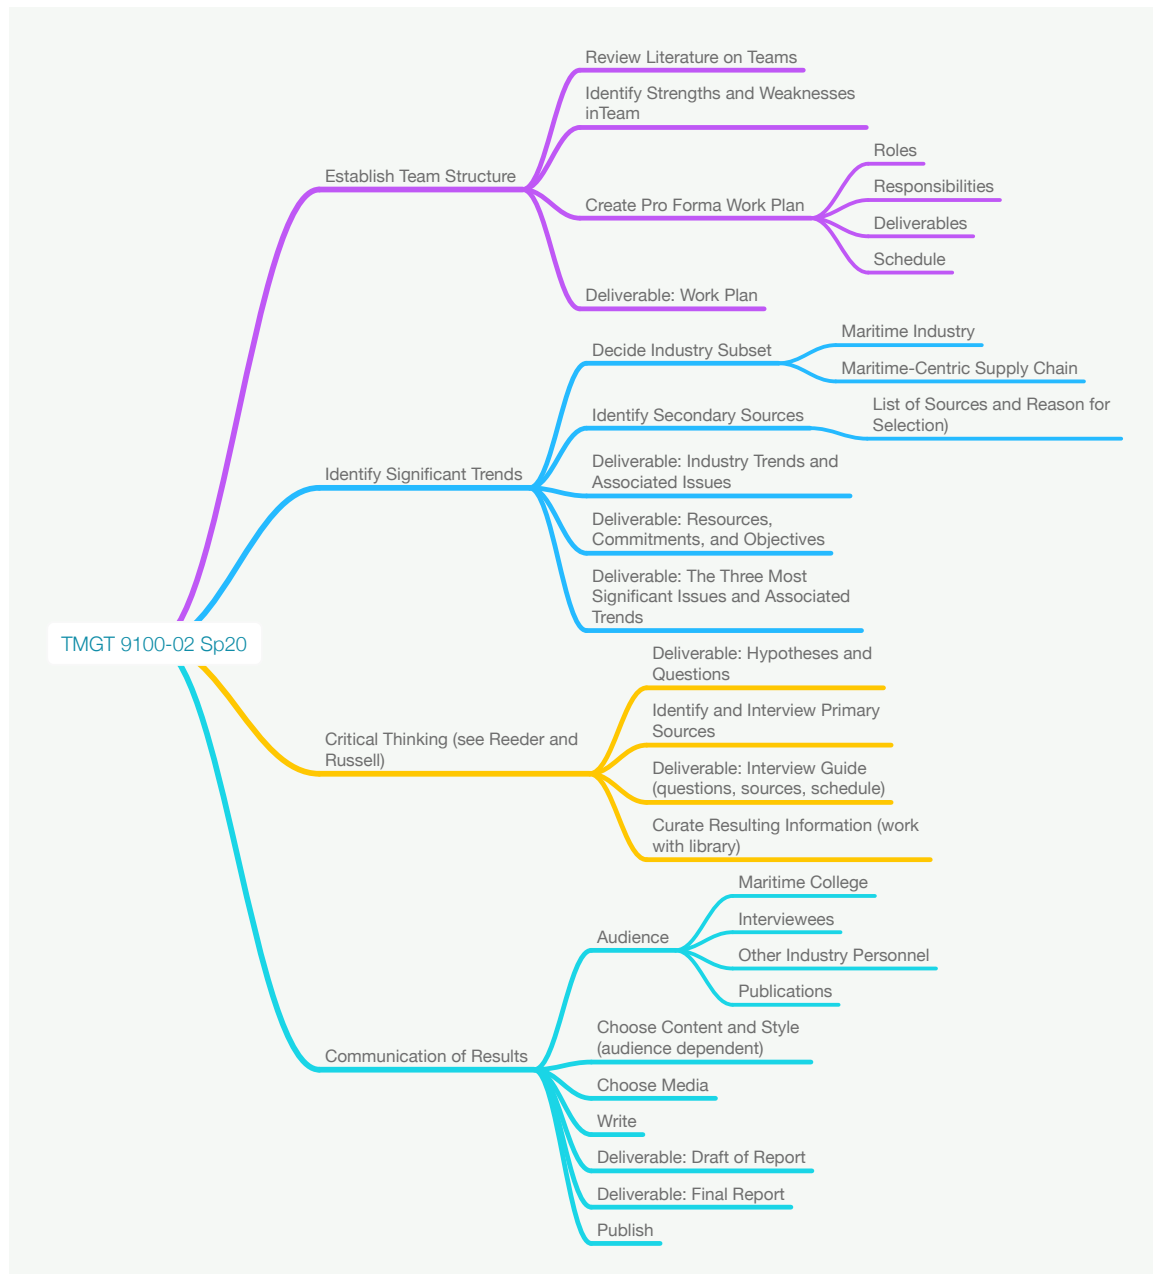 Review Literature on Teams
Identify Strengths and Weaknesses
inTeam
Establish Team Structure
Create Pro Forma Work Plan
Roles
Responsibilities
Deliverables
Schedule
Deliverable: Work Plan
Decide Industry Subset
Maritime Industry
Maritime-Centric Supply Chain
Identify Secondary Sources
List of Sources and Reason for
Selection)
Identify Significant Trends
Deliverable: Industry Trends and
Associated Issues
Deliverable: Resources,
Commitments, and Objectives
Deliverable: The Three Most
Significant Issues and Associated
Trends
TMGT 9100-02 Sp20
Deliverable: Hypotheses and
Questions
Identify and Interview Primary
Sources
Critical Thinking (see Reeder and
Russell)
Deliverable: Interview Guide
(questions, sources, schedule)
Curate Resulting Information (work
with library)
Audience
Maritime College
Interviewees
Other Industry Personnel
Publications
Communication of Results
Choose Content and Style
(audience dependent)
Choose Media
Write
Deliverable: Draft of Report
Deliverable: Final Report
Publish